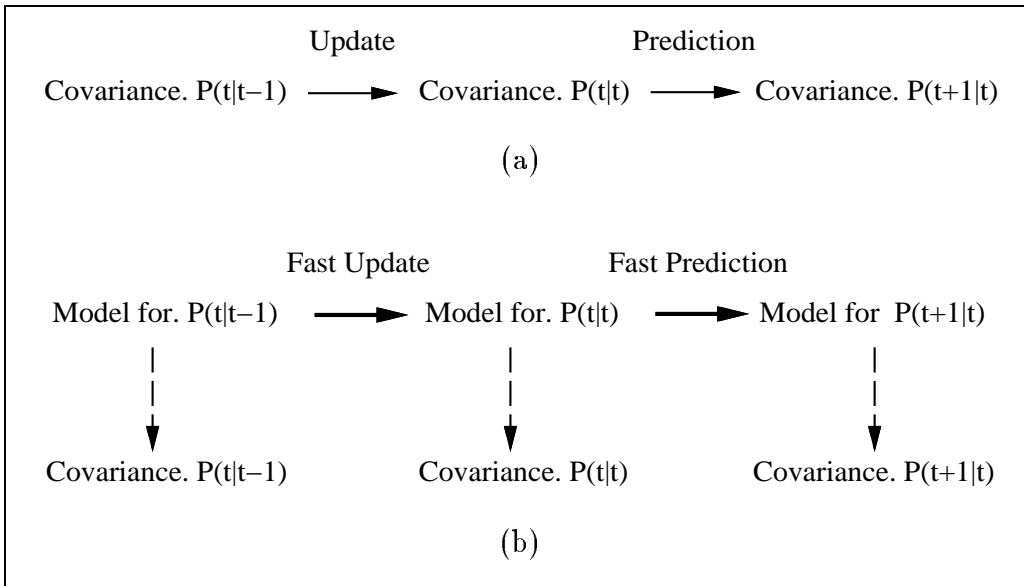 Update Prediction
Covariance. P(t|t−1) Covariance. P(t|t) Covariance. P(t+1|t)
(a)
Fast Update Fast Prediction
Model for. P(t|t−1) Model for. P(t|t) Model for P(t+1|t)
Covariance. P(t|t−1) Covariance. P(t|t) Covariance. P(t+1|t)
(b)